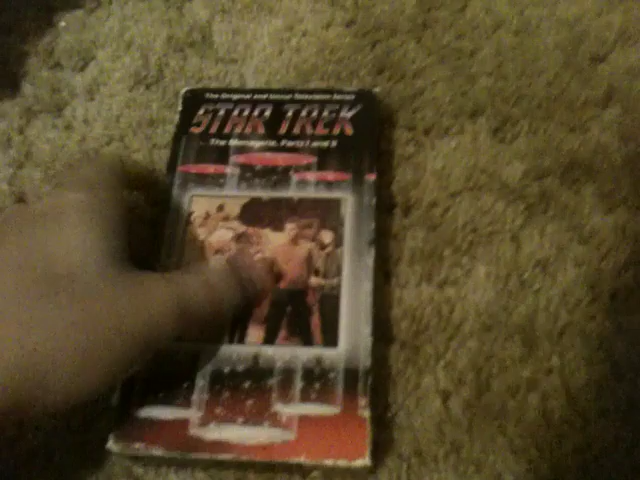 The Original and Uncut Television Series
STAR TREK
The Menagerie, Parts I and II